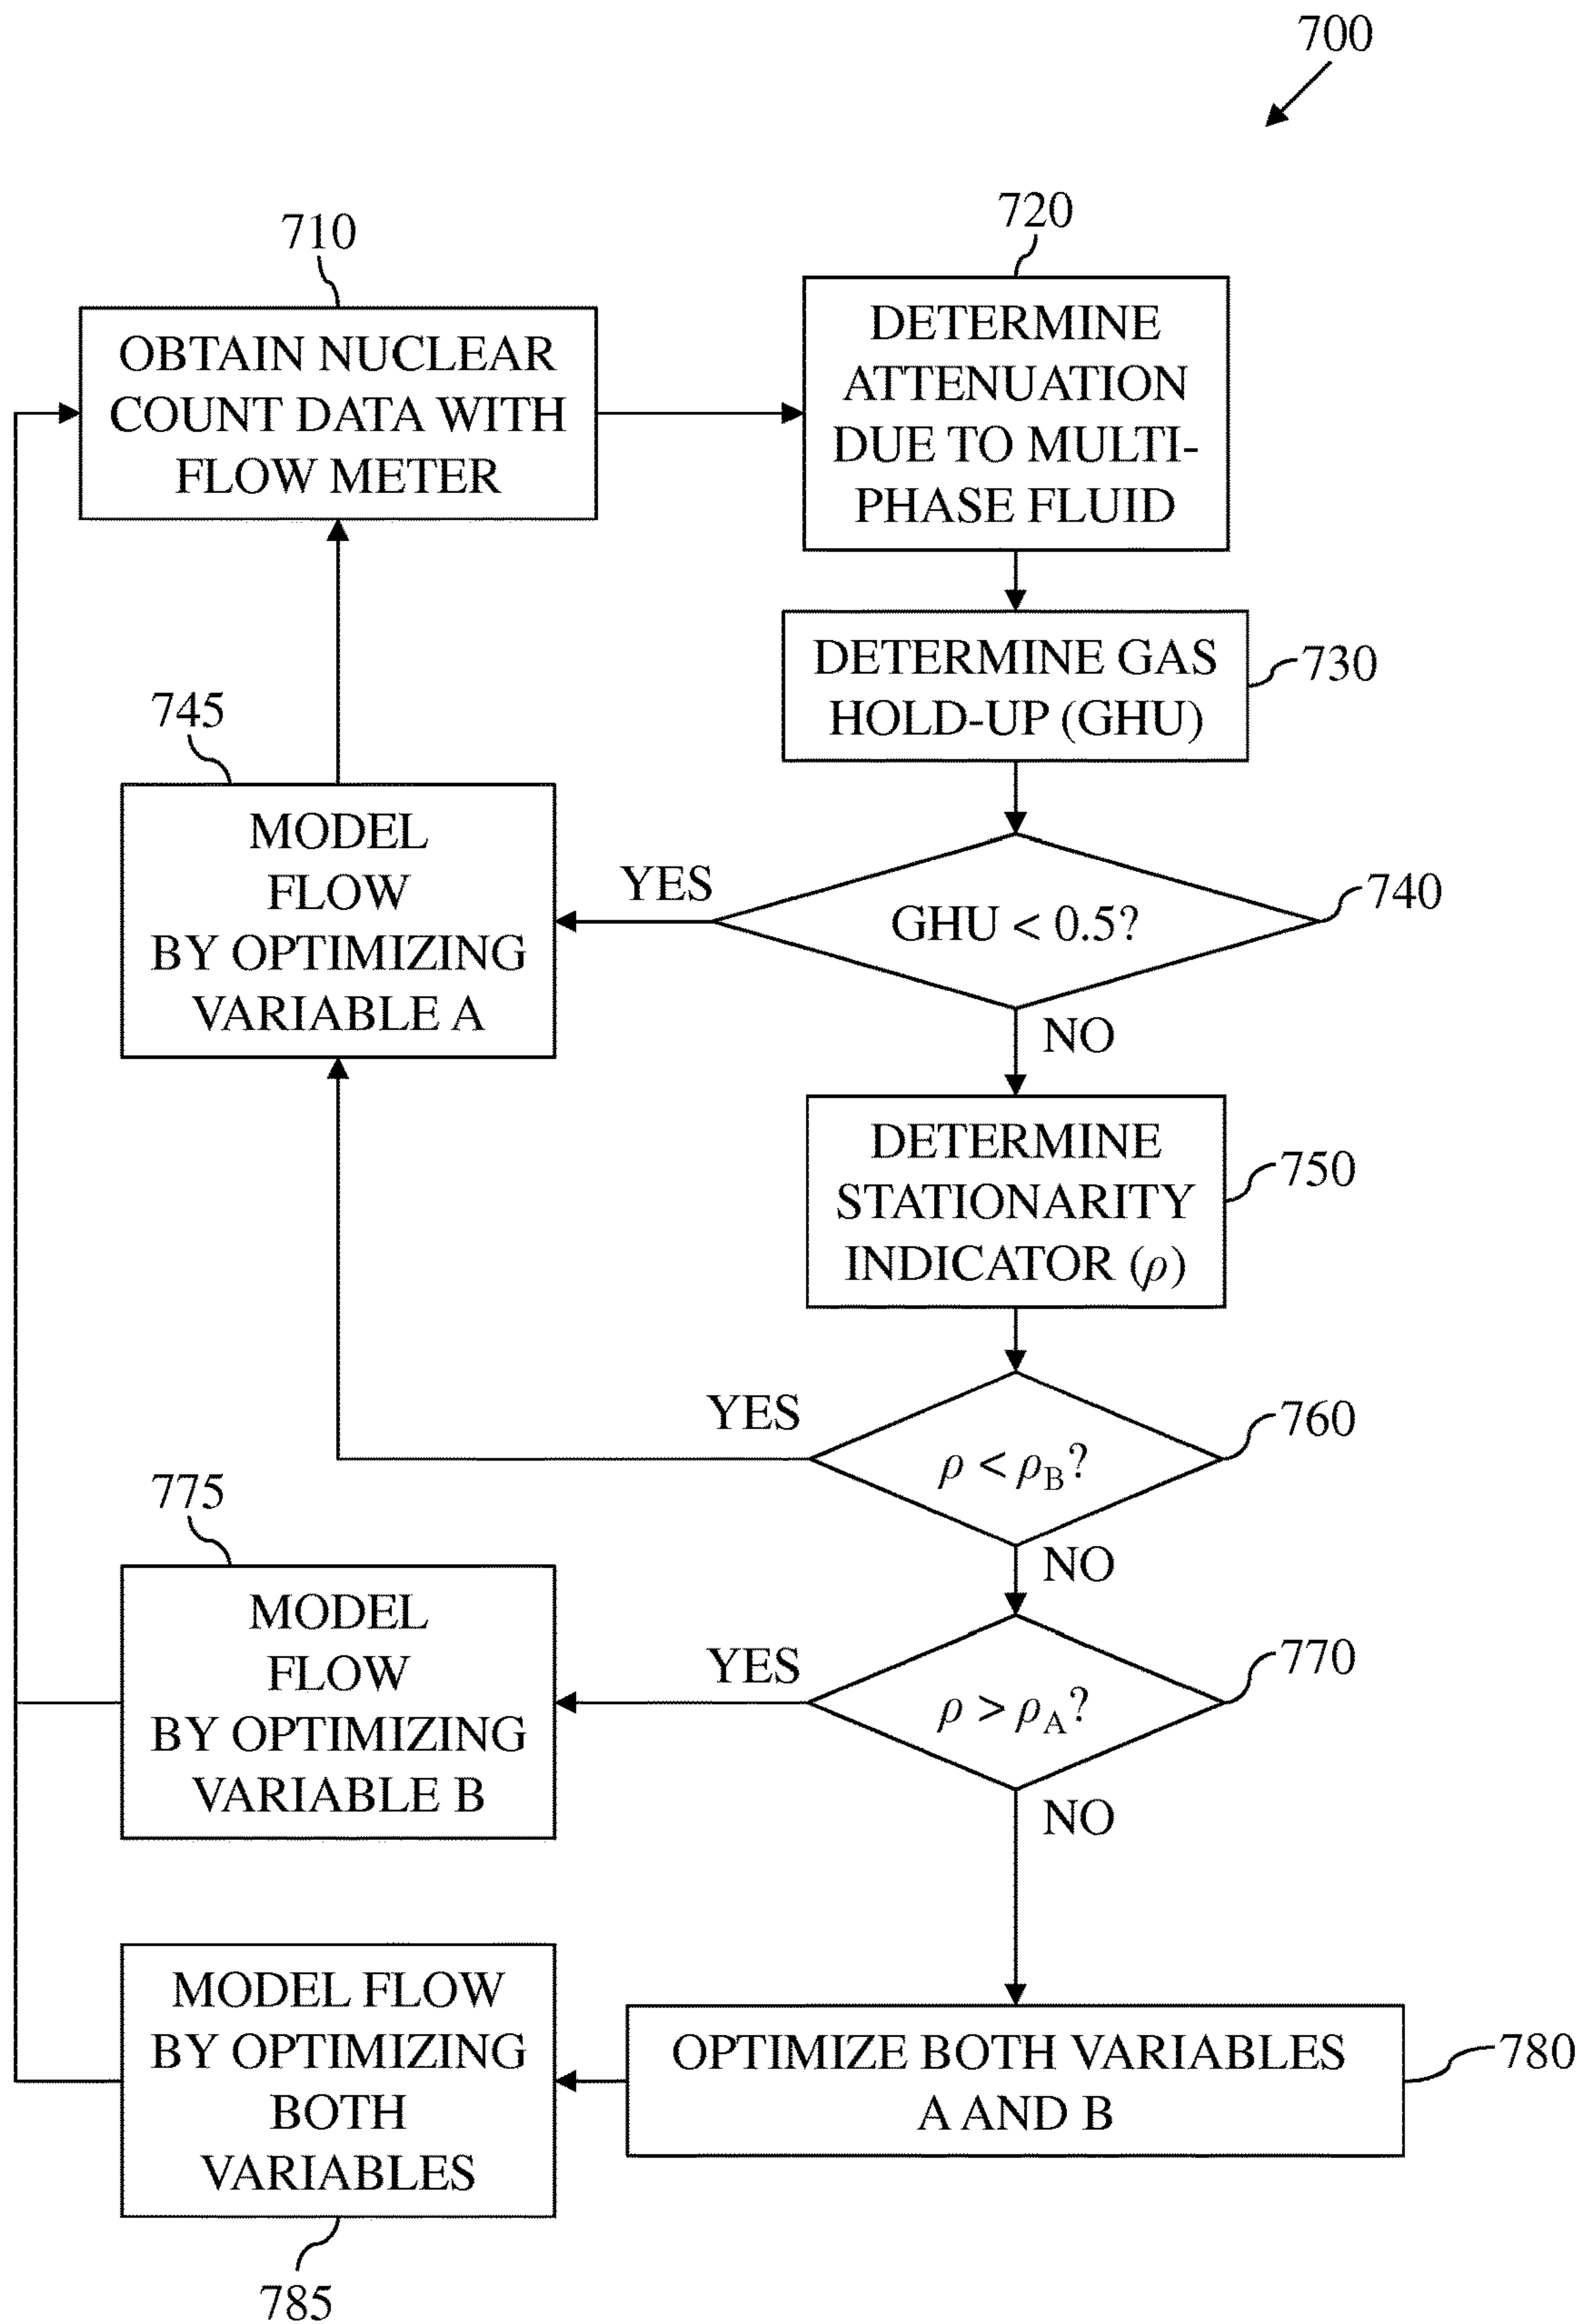 700
710
720
OBTAIN NUCLEAR
COUNT DATA WITH
FLOW METER
DETERMINE
ATTENUATION
DUE TO MULTI-
PHASE FLUID
DETERMINE GAS
HOLD-UP (GHU)
730
745
MODEL
FLOW
BY OPTIMIZING
VARIABLE A
YES
GHU < 0.5?
740
NO
DETERMINE
STATIONARITY
INDICATOR (ρ)
750
YES
ρ < ρB?
760
NO
775
MODEL
FLOW
BY OPTIMIZING
VARIABLE B
YES
ρ > ρA?
770
NO
MODEL FLOW
BY OPTIMIZING
BOTH
VARIABLES
OPTIMIZE BOTH VARIABLES
A AND B
780
785